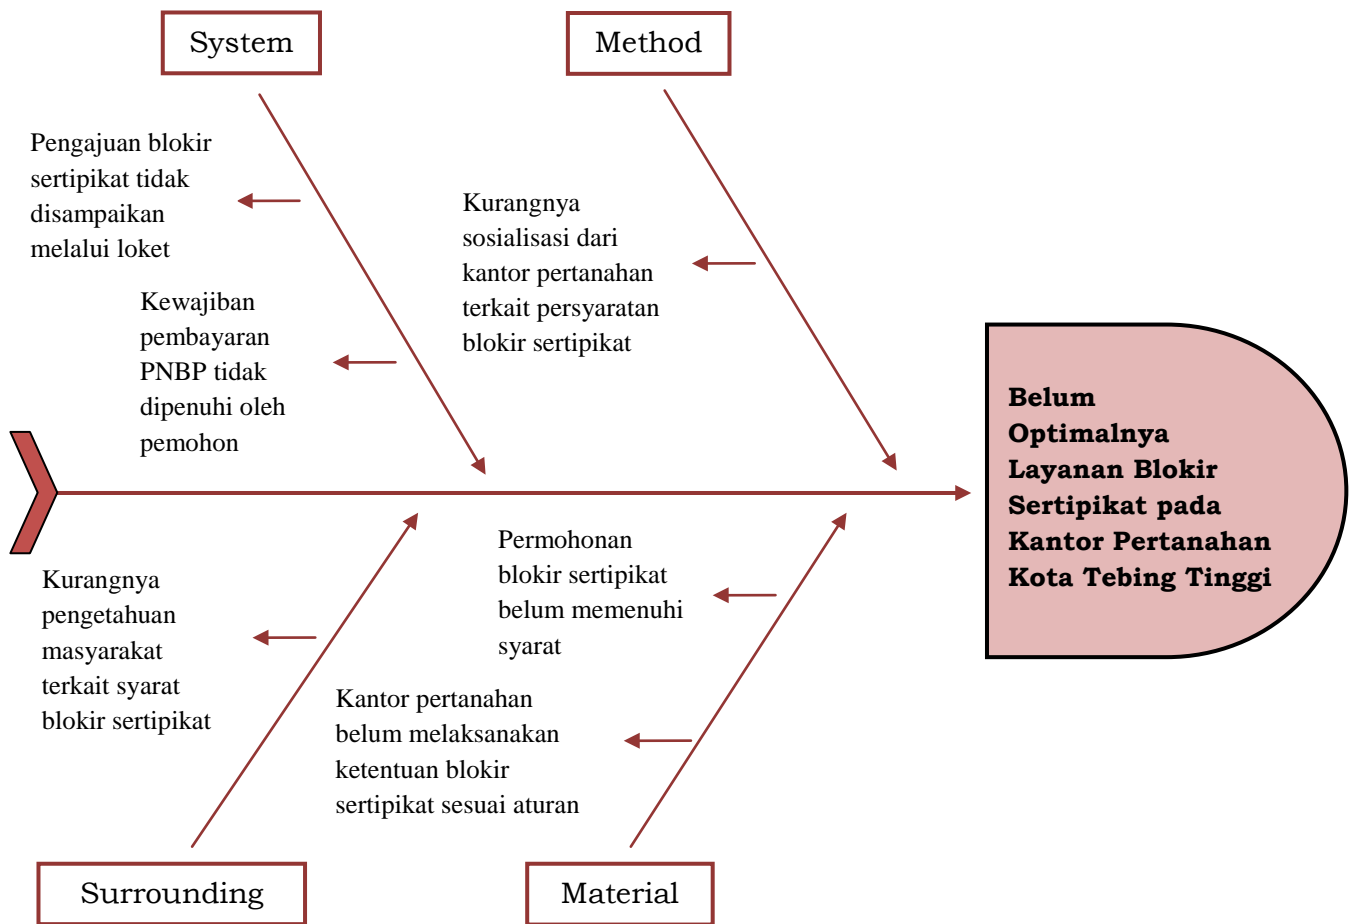 System
Method
Pengajuan blokir
sertipikat tidak
disampaikan
melalui loket
Kurangnya
sosialisasi dari
kantor pertanahan
terkait persyaratan
blokir sertipikat
Kewajiban
pembayaran
PNBP tidak
dipenuhi oleh
pemohon
Belum
Optimalnya
Layanan Blokir
Sertipikat pada
Kantor Pertanahan
Kota Tebing Tinggi
Permohonan
blokir sertipikat
belum memenuhi
syarat
Kurangnya
pengetahuan
masyarakat
terkait syarat
blokir sertipikat
Kantor pertanahan
belum melaksanakan
ketentuan blokir
sertipikat sesuai aturan
Surrounding
Material